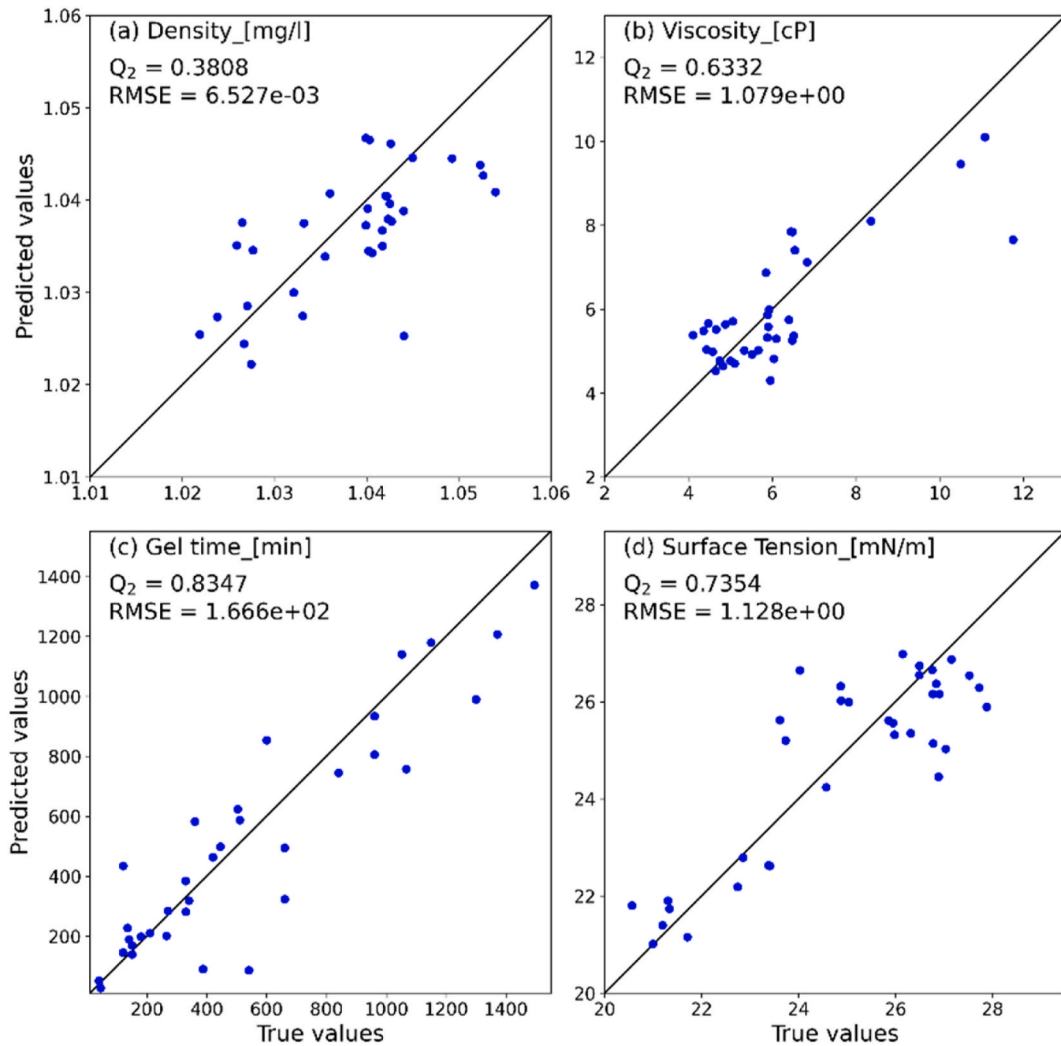 (a) Density_[mg/l]
Q₂ = 0.3808
RMSE = 6.527e-03
1.06
1.05
1.04
1.03
1.02
1.01
1.01 1.02 1.03 1.04 1.05 1.06
Predicted values
(b) Viscosity_[cP]
Q₂ = 0.6332
RMSE = 1.079e+00
12
10
8
6
4
2
2 4 6 8 10 12
(c) Gel time_[min]
Q₂ = 0.8347
RMSE = 1.666e+02
1400
1200
1000
800
600
400
200
200 400 600 800 1000 1200 1400
Predicted values
True values
(d) Surface Tension_[mN/m]
Q₂ = 0.7354
RMSE = 1.128e+00
28
26
24
22
20
20 22 24 26 28
True values